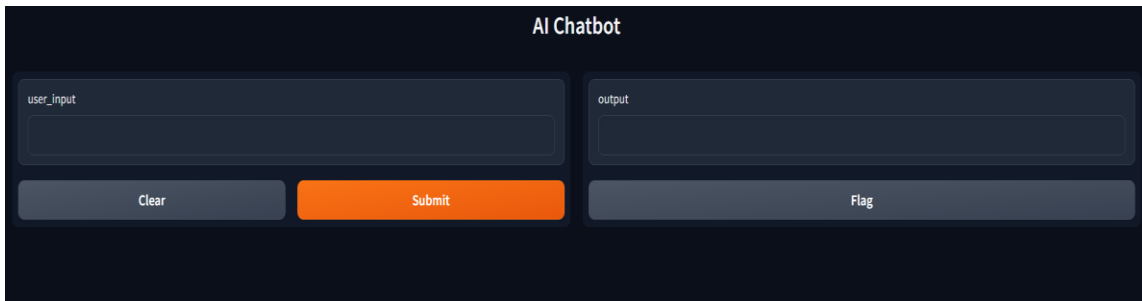 AI Chatbot
user_input
output
Clear
Submit
Flag